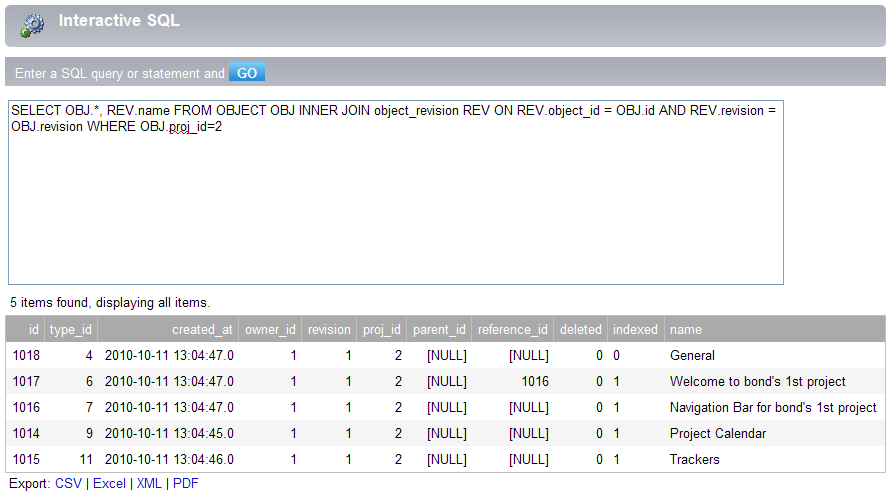 Interactive SQL
Enter a SQL query or statement and GO
SELECT OBJ.*, REV.name FROM OBJECT OBJ INNER JOIN object_revision REV ON REV.object_id = OBJ.id AND REV.revision =
OBJ.revision WHERE OBJ.proj_id=2
5 items found, displaying all items.
id type_id created_at owner_id revision proj_id parent_id reference_id deleted indexed name
1018 4 2010-10-11 13:04:47.0 1 1 2 [NULL] [NULL] 0 0 General
1017 6 2010-10-11 13:04:47.0 1 1 2 [NULL] 1016 0 1 Welcome to bond's 1st project
1016 7 2010-10-11 13:04:47.0 1 1 2 [NULL] [NULL] 0 1 Navigation Bar for bond's 1st project
1014 9 2010-10-11 13:04:45.0 1 1 2 [NULL] [NULL] 0 1 Project Calendar
1015 11 2010-10-11 13:04:46.0 1 1 2 [NULL] [NULL] 0 1 Trackers
Export: CSV | Excel | XML | PDF